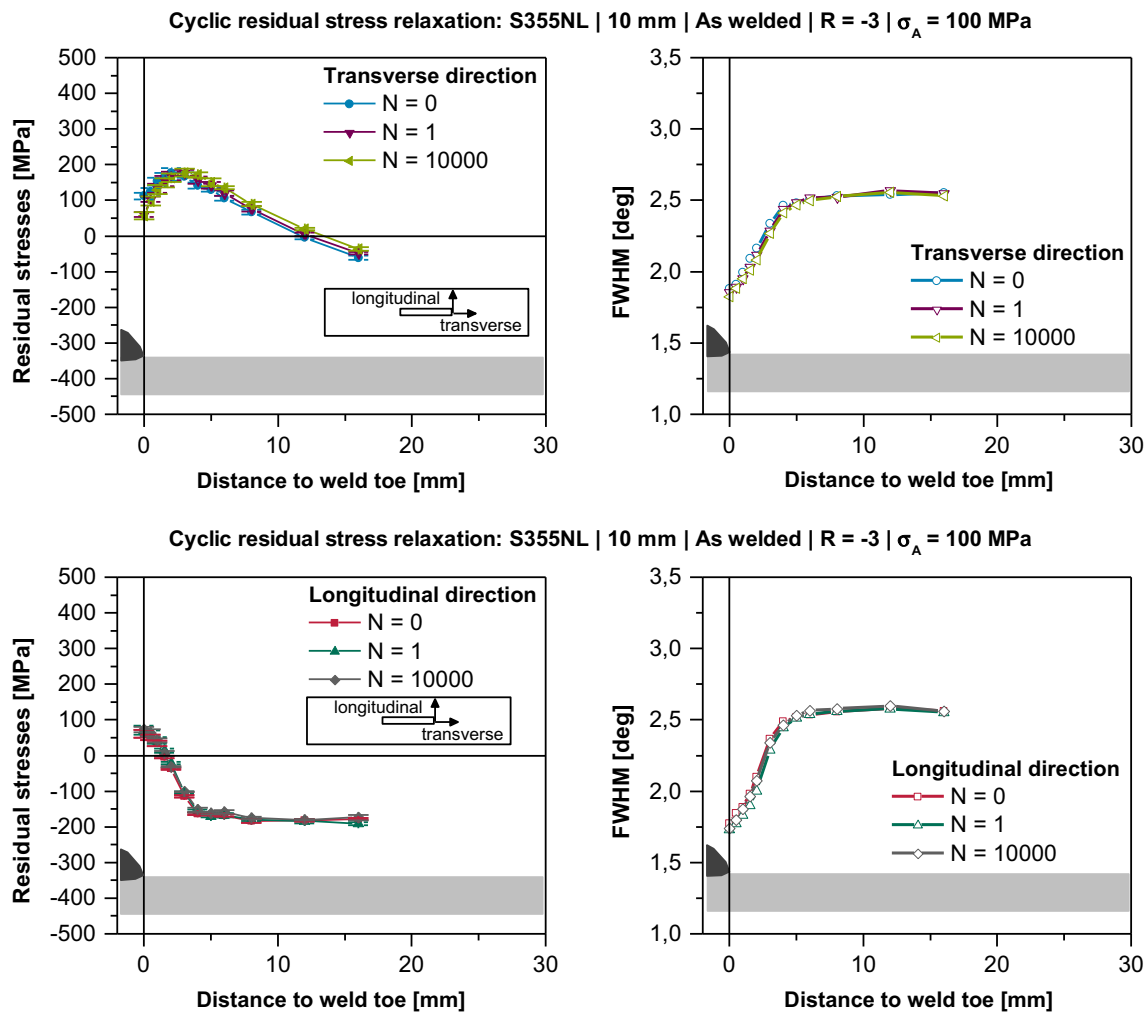 Cyclic residual stress relaxation: S355NL | 10 mm | As welded | R = -3 | σA = 100 MPa
500
400
300
200
100
0
-100
-200
-300
-400
-500
Residual stresses [MPa]
Transverse direction
N = 0
N = 1
N = 10000
longitudinal
transverse
0
10
20
30
Distance to weld toe [mm]
3,5
3,0
2,5
2,0
1,5
1,0
FWHM [deg]
Transverse direction
N = 0
N = 1
N = 10000
0
10
20
30
Distance to weld toe [mm]
Cyclic residual stress relaxation: S355NL | 10 mm | As welded | R = -3 | σA = 100 MPa
500
400
300
200
100
0
-100
-200
-300
-400
-500
Residual stresses [MPa]
Longitudinal direction
N = 0
N = 1
N = 10000
longitudinal
transverse
0
10
20
30
Distance to weld toe [mm]
3,5
3,0
2,5
2,0
1,5
1,0
FWHM [deg]
Longitudinal direction
N = 0
N = 1
N = 10000
0
10
20
30
Distance to weld toe [mm]